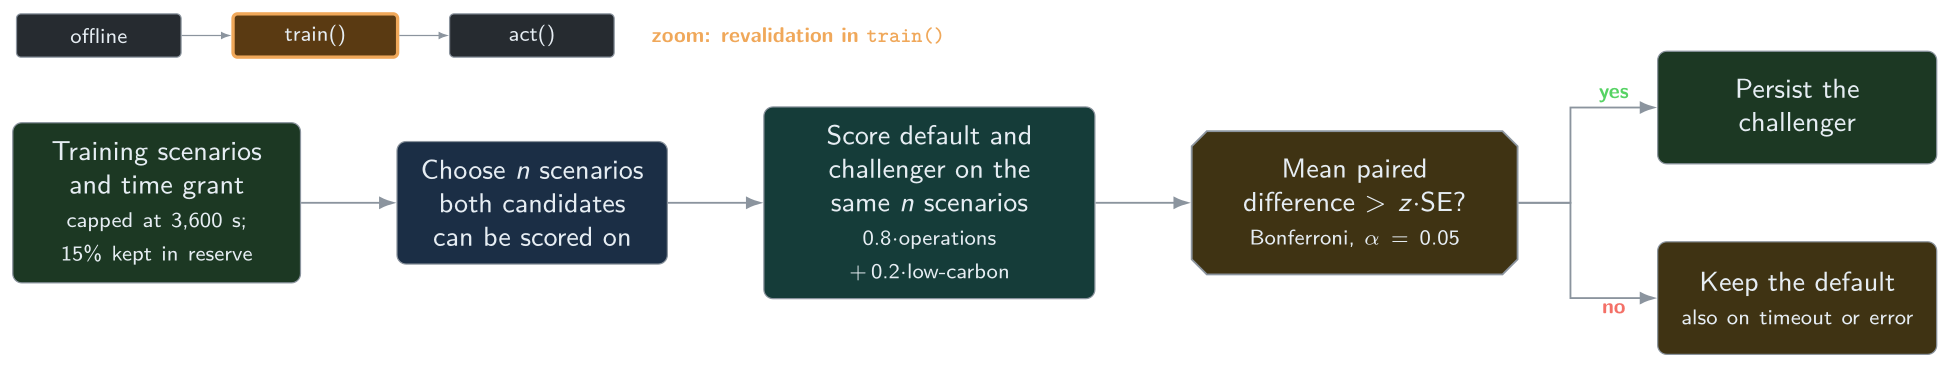 offline
train()
act()
zoom: revalidation in train()
Training scenarios
and time grant
capped at 3,600 s;
15% kept in reserve
Choose n scenarios
both candidates
can be scored on
Score default and
challenger on the
same n scenarios
0.8·operations
+ 0.2·low-carbon
Mean paired
difference > z·SE?
Bonferroni, α = 0.05
yes
Persist the
challenger
no
Keep the default
also on timeout or error